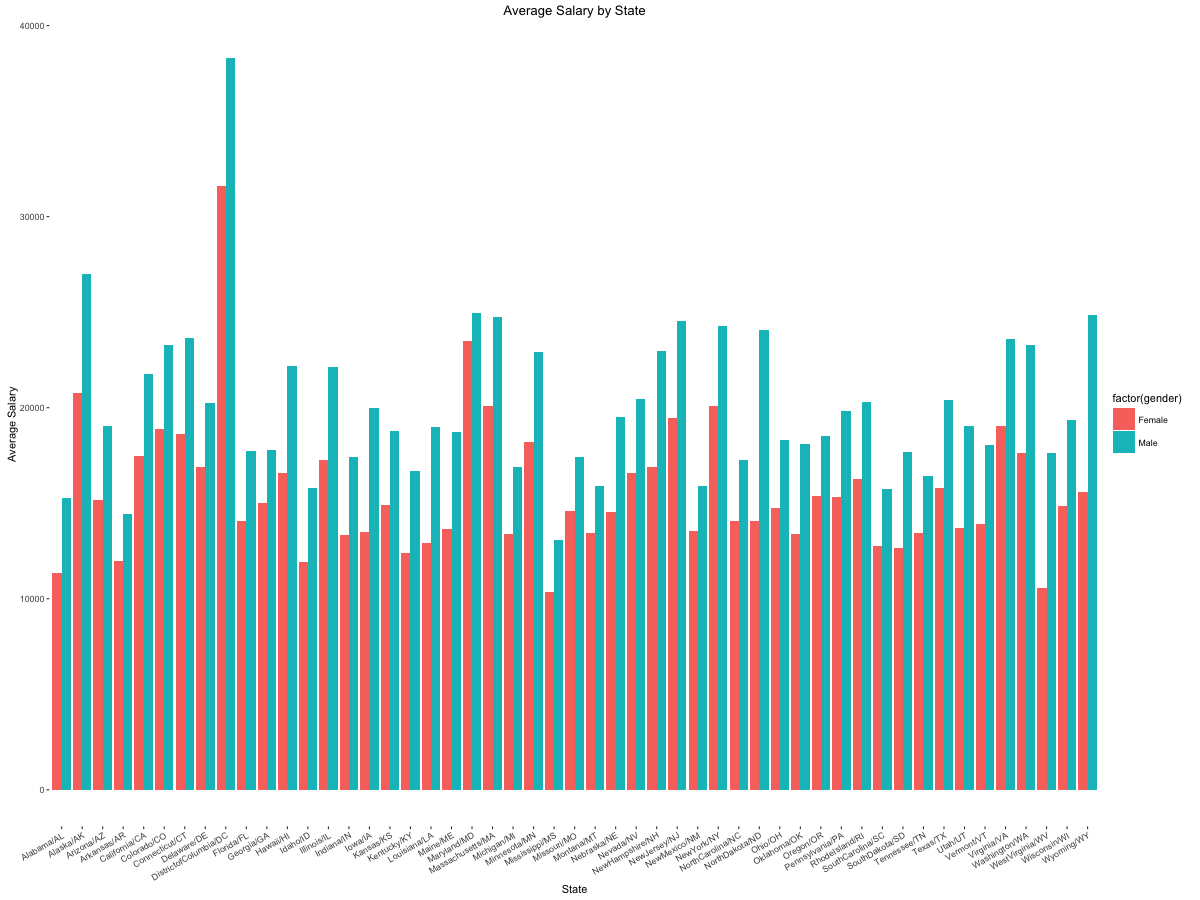 Average Salary by State
Average Salary
40000
30000
20000
10000
0
Alabama/AL
Alaska/AK
Arizona/AZ
Arkansas/AR
California/CA
Colorado/CO
Connecticut/CT
Delaware/DE
DistrictofColumbia/DC
Florida/FL
Georgia/GA
Hawaii/HI
Idaho/ID
Illinois/IL
Indiana/IN
Iowa/IA
Kansas/KS
Kentucky/KY
Louisiana/LA
Maine/ME
Maryland/MD
Massachusetts/MA
Michigan/MI
Minnesota/MN
Mississippi/MS
Missouri/MO
Montana/MT
Nebraska/NE
Nevada/NV
NewHampshire/NH
NewJersey/NJ
NewMexico/NM
NewYork/NY
NorthCarolina/NC
NorthDakota/ND
Ohio/OH
Oklahoma/OK
Oregon/OR
Pennsylvania/PA
RhodeIsland/RI
SouthCarolina/SC
SouthDakota/SD
Tennessee/TN
Texas/TX
Utah/UT
Vermont/VT
Virginia/VA
Washington/WA
WestVirginia/WV
Wisconsin/WI
Wyoming/WY
State
factor(gender)
Female
Male